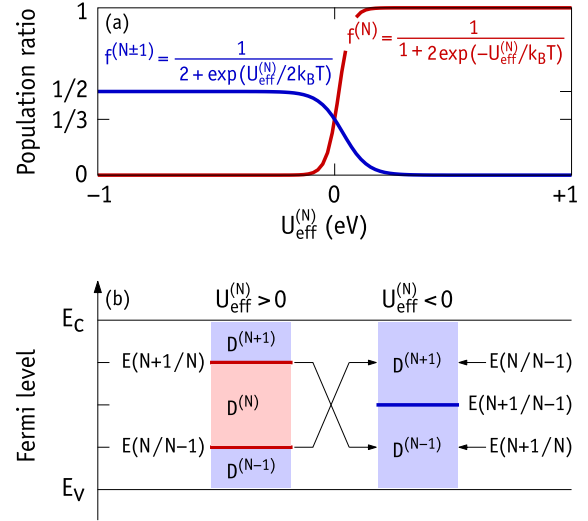 (a)
Population ratio
1
1/2
1/3
0
f^(N) = 1 / (1 + 2 exp(−U_eff^(N)/k_BT))
f^(N±1) = 1 / (2 + exp(U_eff^(N)/2k_BT))
−1 0 +1
U_eff^(N) (eV)
(b) U_eff^(N) > 0 U_eff^(N) < 0
Fermi level
E_C
D^(N+1)
E(N+1/N) D^(N+1) E(N/N−1)
D^(N) E(N+1/N−1)
E(N/N−1) D^(N−1) E(N+1/N)
D^(N−1)
E_V